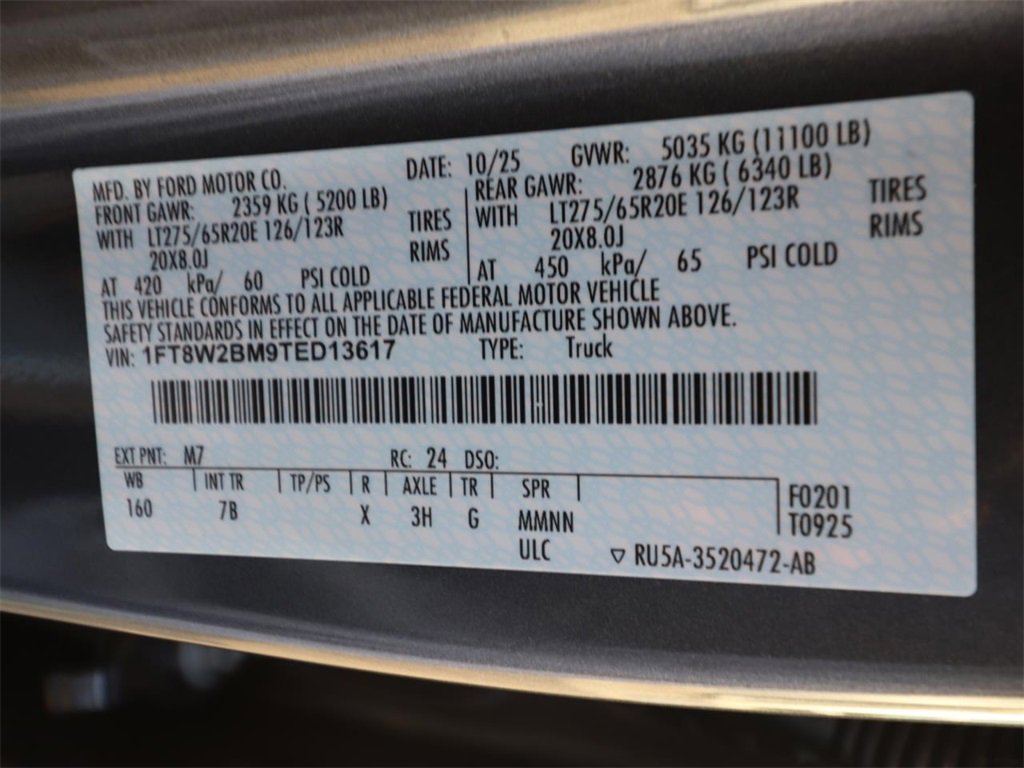 MFD. BY FORD MOTOR CO. DATE: 10/25 GVWR: 5035 KG (11100 LB)
FRONT GAWR: 2359 KG ( 5200 LB) REAR GAWR: 2876 KG ( 6340 LB)
WITH LT275/65R20E 126/123R TIRES WITH LT275/65R20E 126/123R TIRES
20X8.0J RIMS 20X8.0J RIMS
AT 420 kPa/ 60 PSI COLD AT 450 kPa/ 65 PSI COLD
THIS VEHICLE CONFORMS TO ALL APPLICABLE FEDERAL MOTOR VEHICLE
SAFETY STANDARDS IN EFFECT ON THE DATE OF MANUFACTURE SHOWN ABOVE.
VIN: 1FT8W2BM9TED13617 TYPE: Truck
EXT PNT: M7 RC: 24 DSO:
WB INT TR TP/PS R AXLE TR SPR F0201
160 7B X 3H G MMNN T0925
ULC RU5A-3520472-AB